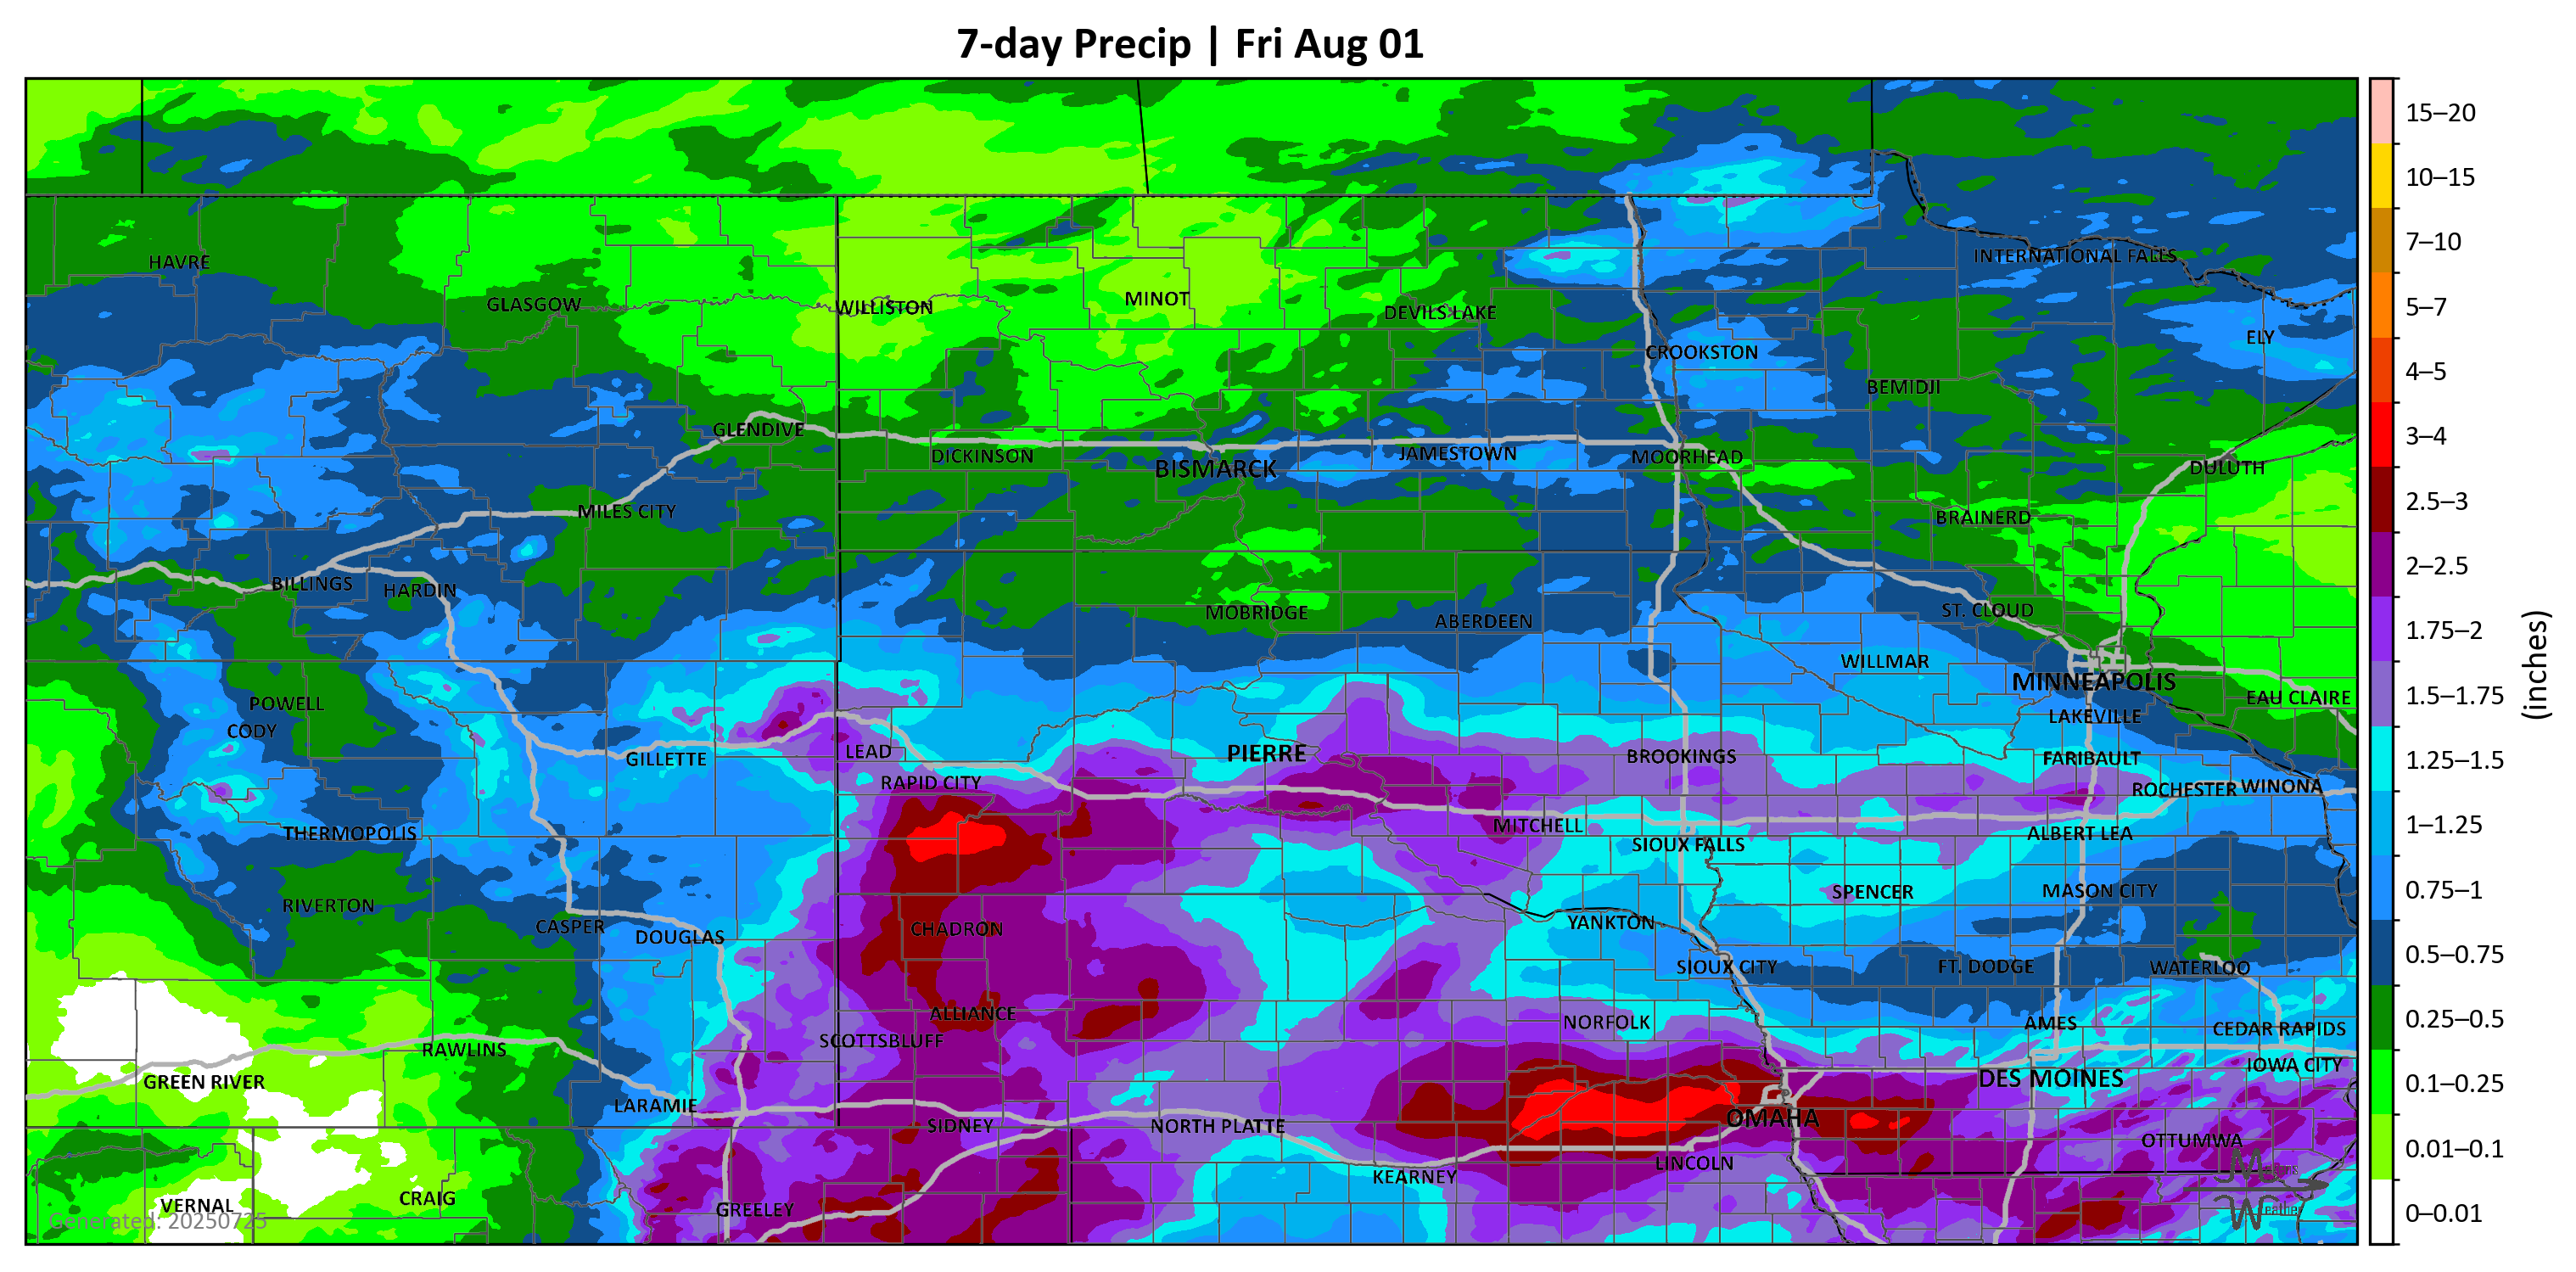 7-day Precip | Fri Aug 01
15–20
10–15
7–10
5–7
4–5
3–4
2.5–3
2–2.5
1.75–2
1.5–1.75
1.25–1.5
1–1.25
0.75–1
0.5–0.75
0.25–0.5
0.1–0.25
0.01–0.1
0–0.01
(inches)
HAVRE
INTERNATIONAL FALLS
GLASGOW
WILLISTON
MINOT
DEVILS LAKE
ELY
CROOKSTON
BEMIDJI
GLENDIVE
DICKINSON
BISMARCK
JAMESTOWN
MOORHEAD
DULUTH
MILES CITY
BRAINERD
BILLINGS
HARDIN
MOBRIDGE
ABERDEEN
ST. CLOUD
WILLMAR
MINNEAPOLIS
EAU CLAIRE
POWELL
CODY
LAKEVILLE
GILLETTE
LEAD
PIERRE
BROOKINGS
FARIBAULT
RAPID CITY
ROCHESTER
WINONA
THERMOPOLIS
MITCHELL
ALBERT LEA
SIOUX FALLS
SPENCER
MASON CITY
RIVERTON
CASPER
DOUGLAS
CHADRON
YANKTON
SIOUX CITY
FT. DODGE
WATERLOO
ALLIANCE
NORFOLK
AMES
CEDAR RAPIDS
SCOTTSBLUFF
RAWLINS
IOWA CITY
GREEN RIVER
DES MOINES
LARAMIE
SIDNEY
NORTH PLATTE
OMAHA
OTTUMWA
LINCOLN
KEARNEY
VERNAL
CRAIG
GREELEY
Generated: 20250725